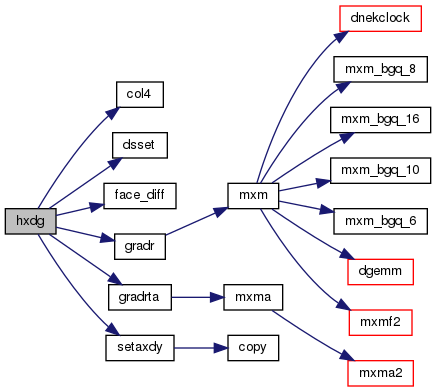 dnekclock
mxm_bgq_8
col4
mxm_bgq_16
dsset
mxm_bgq_10
face_diff
mxm
hxdg
mxm_bgq_6
gradr
dgemm
gradrta
mxma
mxmf2
setaxdy
copy
mxma2